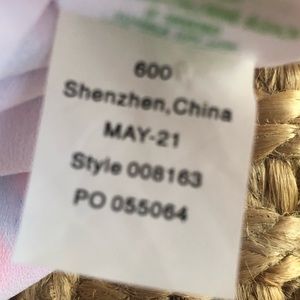 600
Shenzhen, China
MAY-21
Style 008163
PO 055064